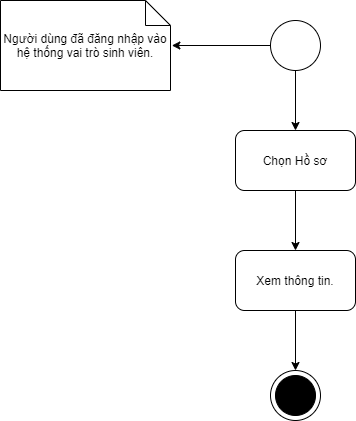 Người dùng đã đăng nhập vào
hệ thống vai trò sinh viên.
Chọn Hồ sơ
Xem thông tin.